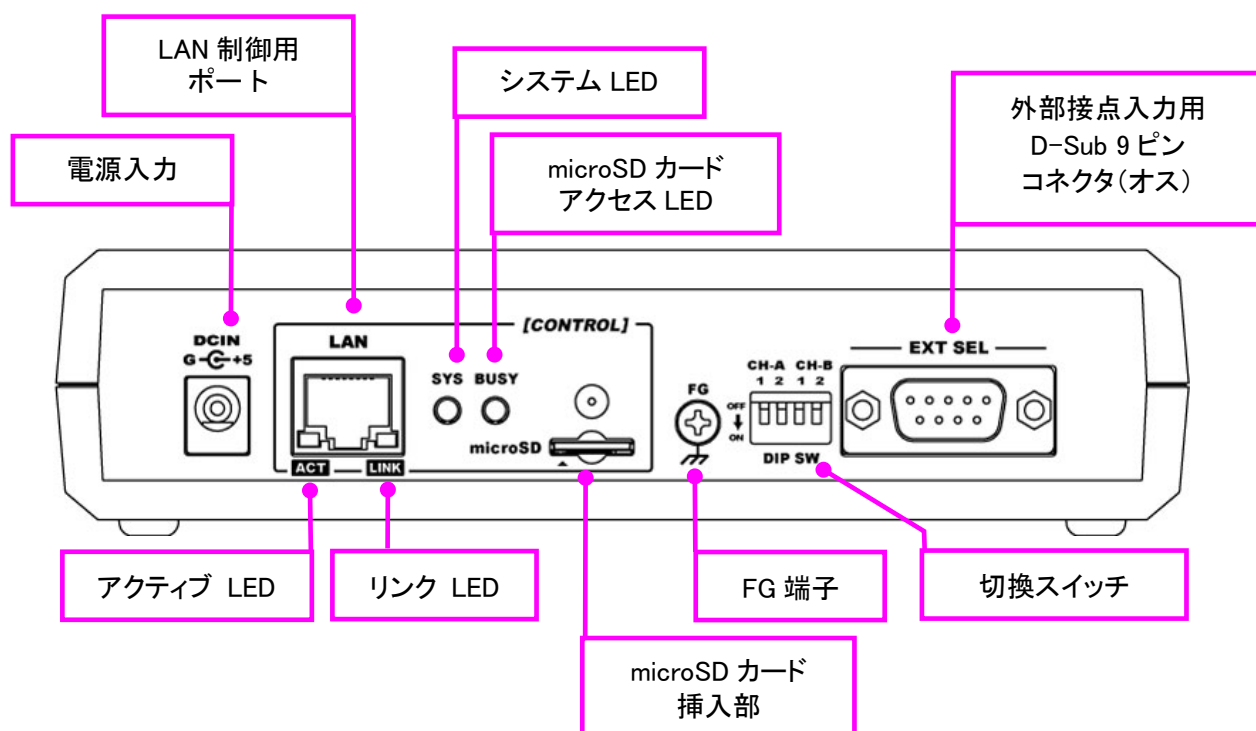 LAN 制御用
ポート
システム LED
外部接点入力用
D-Sub 9 ピン
コネクタ(オス)
電源入力
microSD カード
アクセス LED
DCIN
G +5
[CONTROL]
LAN
SYS BUSY
microSD
ACT
LINK
FG
CH-A CH-B
1 2 1 2
OFF
ON
DIP SW
EXT SEL
アクティブ LED
リンク LED
FG 端子
切換スイッチ
microSD カード
挿入部